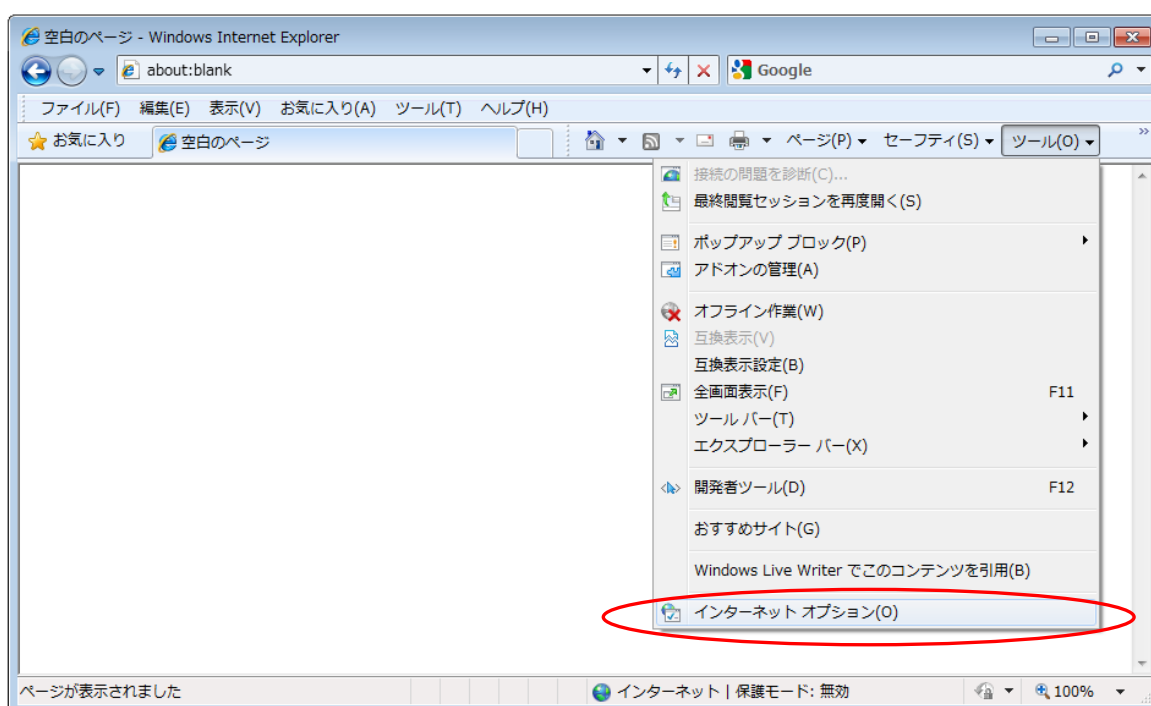 空白のページ - Windows Internet Explorer
about:blank
Google
ファイル(F) 編集(E) 表示(V) お気に入り(A) ツール(T) ヘルプ(H)
お気に入り 空白のページ ページ(P) セーフティ(S) ツール(O) »
接続の問題を診断(C)...
最終閲覧セッションを再度開く(S)
ポップアップ ブロック(P)
アドオンの管理(A)
オフライン作業(W)
互換表示(V)
互換表示設定(B)
全画面表示(F) F11
ツール バー(T)
エクスプローラー バー(X)
開発者ツール(D) F12
おすすめサイト(G)
Windows Live Writer でこのコンテンツを引用(B)
インターネット オプション(O)
ページが表示されました インターネット | 保護モード: 無効 100%